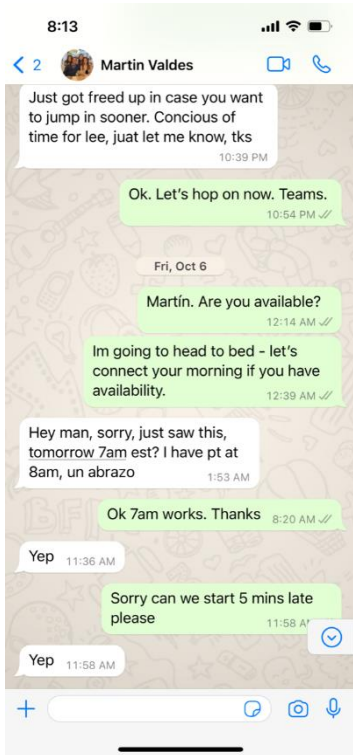 8:13
2
Martin Valdes
Just got freed up in case you want
to jump in sooner. Concious of
time for lee, juat let me know, tks
10:39 PM
Ok. Let's hop on now. Teams.
10:54 PM
Fri, Oct 6
Martín. Are you available?
12:14 AM
Im going to head to bed - let's
connect your morning if you have
availability.
12:39 AM
Hey man, sorry, just saw this,
tomorrow 7am est? I have pt at
8am, un abrazo
1:53 AM
Ok 7am works. Thanks 8:20 AM
Yep 11:36 AM
Sorry can we start 5 mins late
please
11:58
Yep 11:58 AM